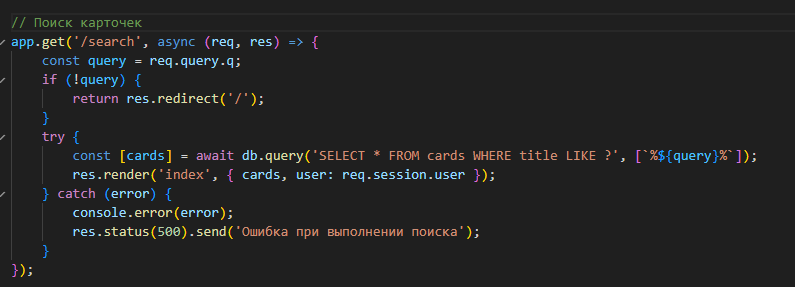 // Поиск карточек
app.get('/search', async (req, res) => {
    const query = req.query.q;
    if (!query) {
        return res.redirect('/');
    }
    try {
        const [cards] = await db.query('SELECT * FROM cards WHERE title LIKE ?', [`%${query}%`]);
        res.render('index', { cards, user: req.session.user });
    } catch (error) {
        console.error(error);
        res.status(500).send('Ошибка при выполнении поиска');
    }
});